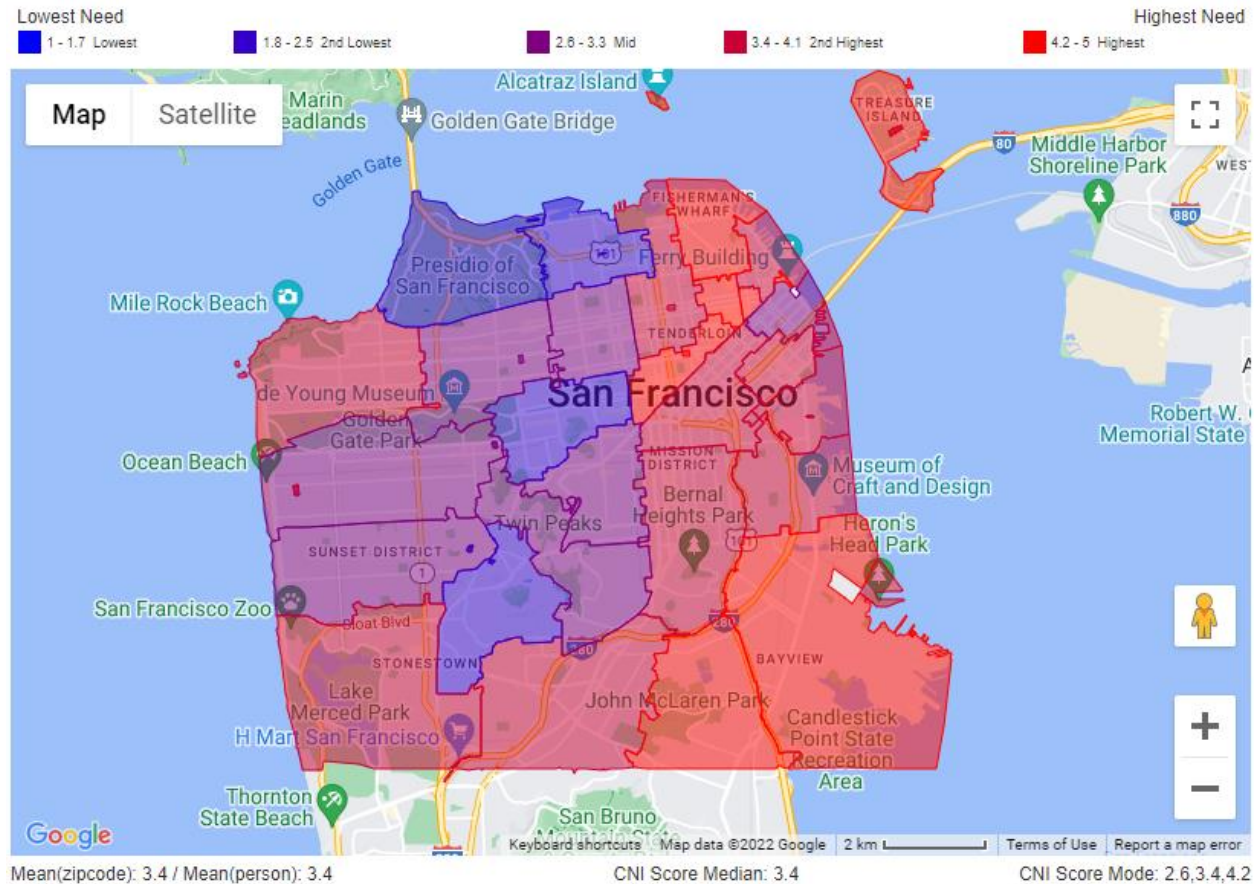 Lowest Need
Highest Need
1 - 1.7 Lowest
1.8 - 2.5 2nd Lowest
2.6 - 3.3 Mid
3.4 - 4.1 2nd Highest
4.2 - 5 Highest
Map
Satellite
Marin
eadlands
Alcatraz Island
Golden Gate Bridge
TREASURE
ISLAND
80
Middle Harbor
Shoreline Park
WES
880
Golden Gate
FISHERMAN'S
WHARF
101
Ferry Building
Presidio of
San Francisco
Mile Rock Beach
TENDERLOIN
de Young Museum
San Francisco
Golden
Gate Park
Robert W.
Memorial State
Ocean Beach
MISSION
DISTRICT
Museum of
Craft and Design
Bernal
Heights Park
Twin Peaks
Heron's
Head Park
101
SUNSET DISTRICT
1
San Francisco Zoo
Sloat Blvd
280
280
STONESTOWN
BAYVIEW
Lake
Merced Park
John McLaren Park
H Mart San Francisco
Candlestick
Point State
Recreation
Area
Thornton
State Beach
San Bruno
Mountain State
Google
Keyboard shortcuts
Map data ©2022 Google
2 km
Terms of Use
Report a map error
Mean(zipcode): 3.4 / Mean(person): 3.4
CNI Score Median: 3.4
CNI Score Mode: 2.6,3.4,4.2